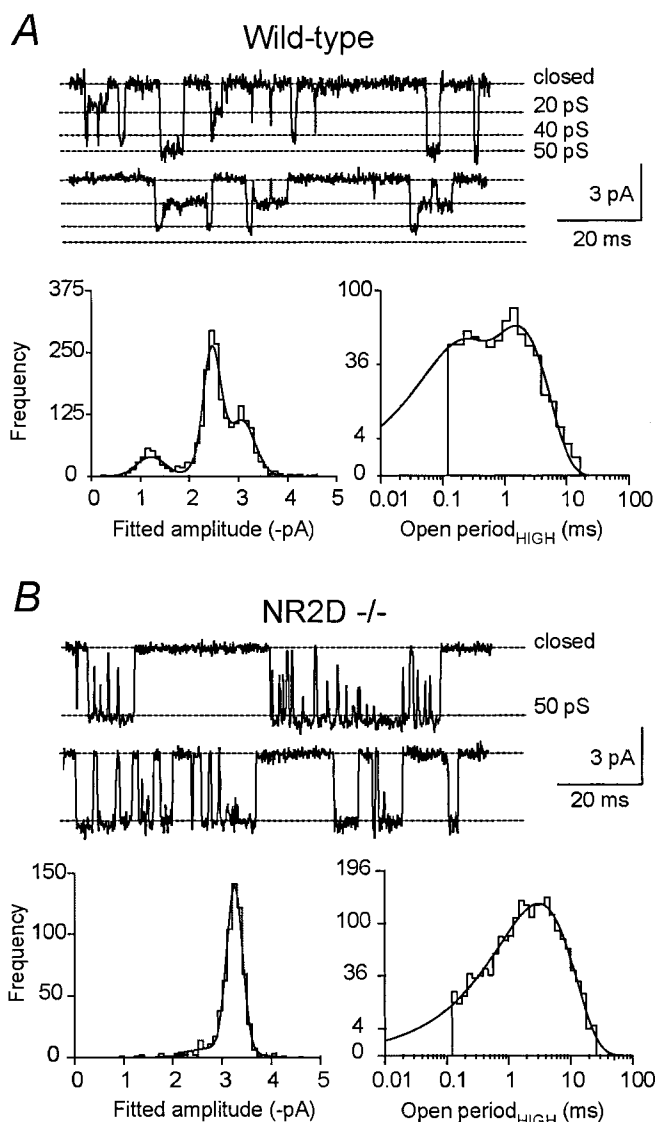 A
Wild-type
closed
20 pS
40 pS
50 pS
3 pA
20 ms
375
250
125
0
Frequency
0 1 2 3 4 5
Fitted amplitude (-pA)
100
36
4
0
0.01 0.1 1 10 100
Open period HIGH (ms)
B
NR2D -/-
closed
50 pS
3 pA
20 ms
150
100
50
0
Frequency
0 1 2 3 4 5
Fitted amplitude (-pA)
196
100
36
4
0
0.01 0.1 1 10 100
Open period HIGH (ms)